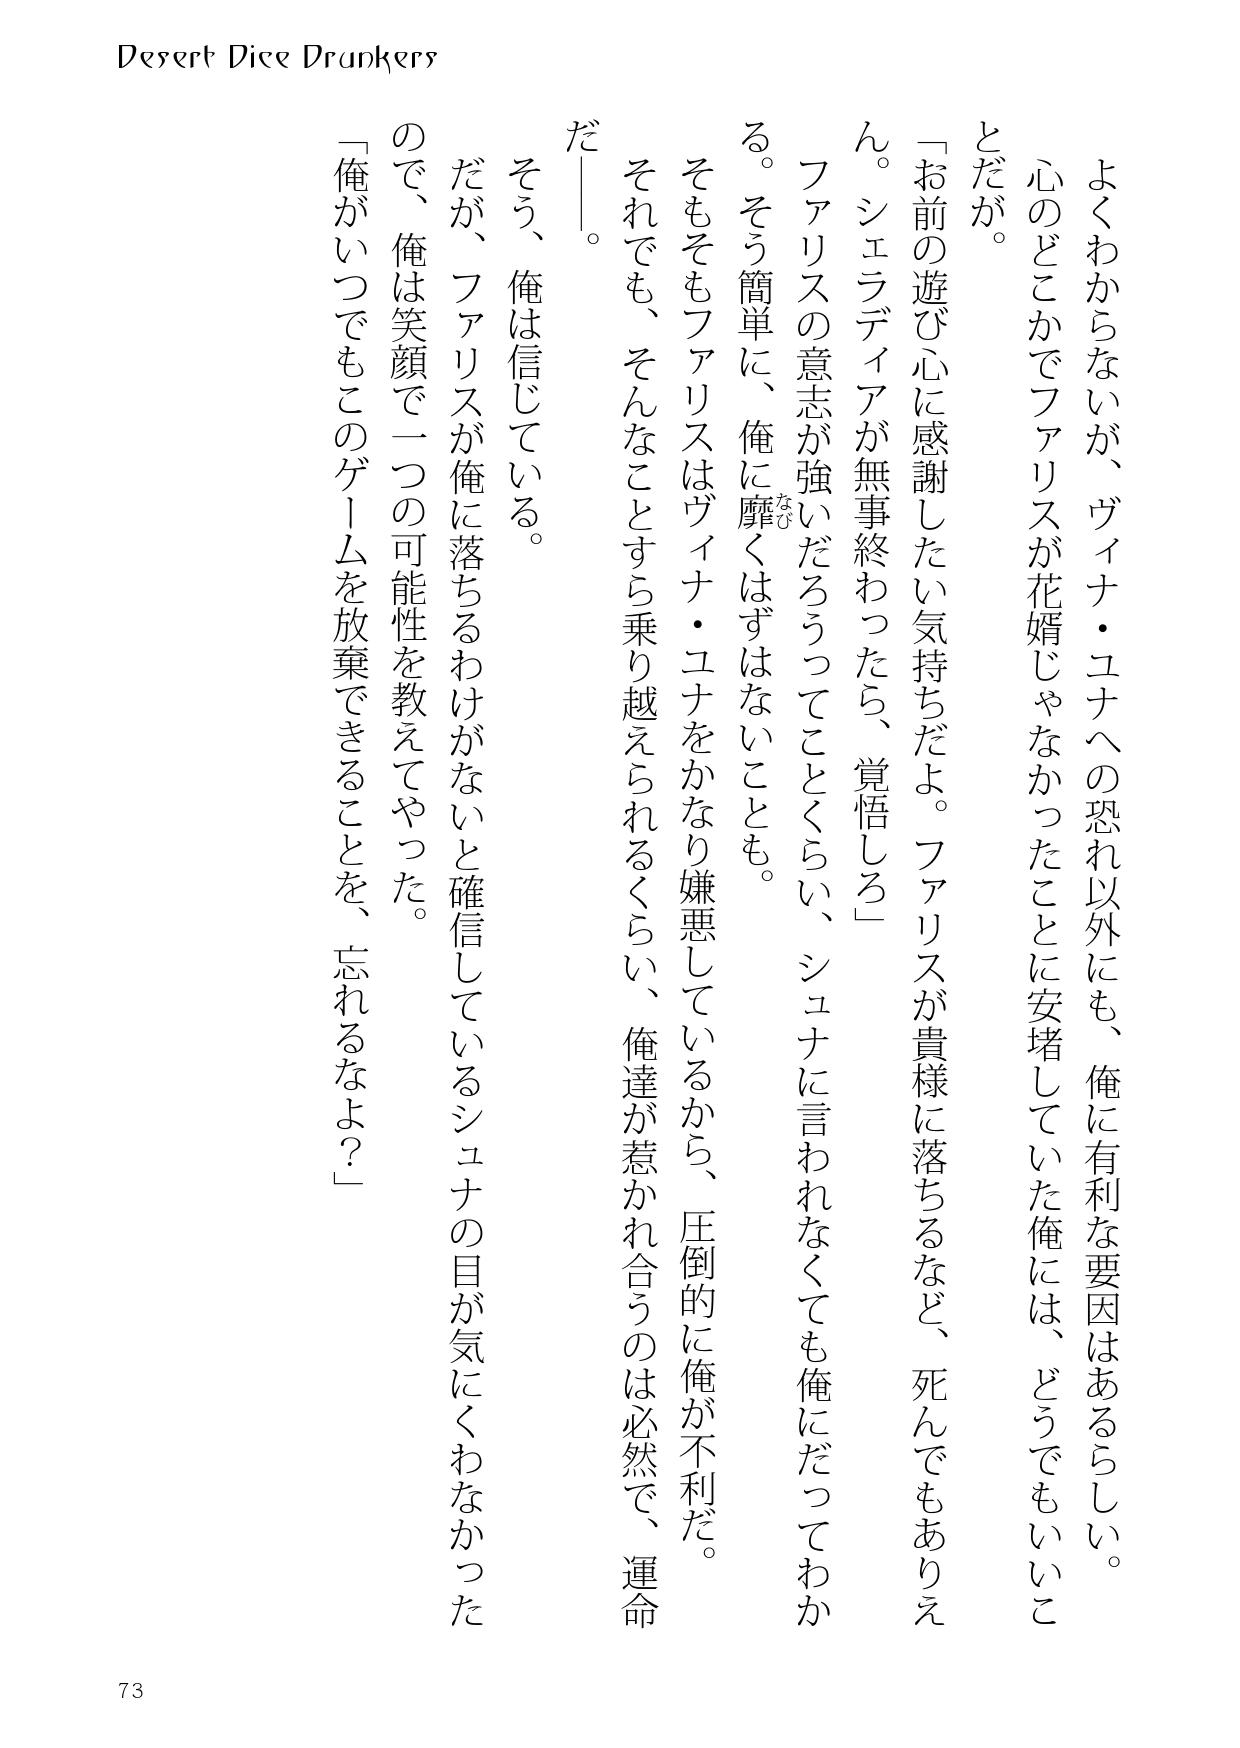 Desert Dice Drunkers
よくわからないが、ヴィナ・ユナへの恐れ以外にも、俺に有利な要因はあるらしい。
心のどこかでファリスが花婿じゃなかったことに安堵していた俺には、どうでもいいこ
とだが。
「お前の遊び心に感謝したい気持ちだよ。ファリスが貴様に落ちるなど、死んでもありえ
ん。シェラディアが無事終わったら、覚悟しろ」
ファリスの意志が強いだろうってことくらい、シュナに言われなくても俺にだってわか
る。そう簡単に、俺に靡くはずはないことも。
なび
そもそもファリスはヴィナ・ユナをかなり嫌悪しているから、圧倒的に俺が不利だ。
それでも、そんなことすら乗り越えられるくらい、俺達が惹かれ合うのは必然で、運命
だ――。
そう、俺は信じている。
だが、ファリスが俺に落ちるわけがないと確信しているシュナの目が気にくわなかった
ので、俺は笑顔で一つの可能性を教えてやった。
「俺がいつでもこのゲームを放棄できることを、忘れるなよ？」
73